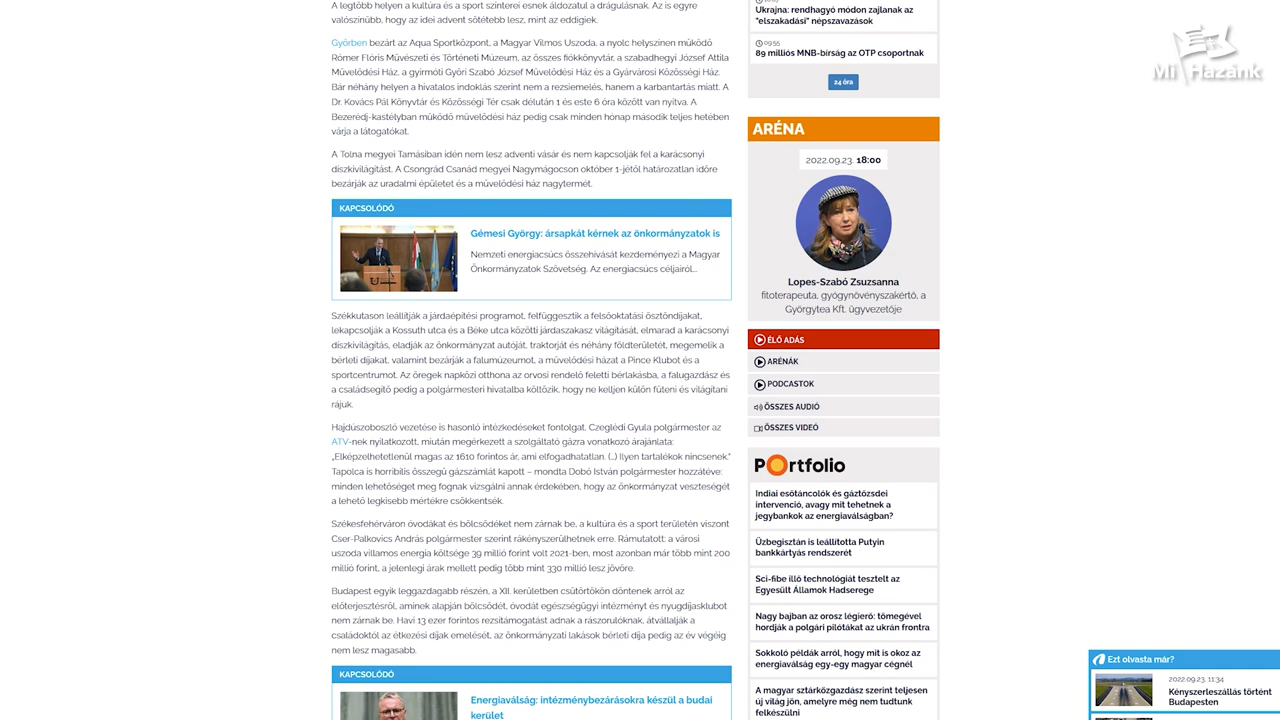 A legtöbb helyen a kultúra és a sport színterei esnek áldozatul a drágulásnak. Az is egyre
valószínűbb, hogy az idei advent sötétebb lesz, mint az eddigiek.
Győrben bezárt az Aqua Sportközpont, a Magyar Vilmos Uszoda, a nyolc helyszínen működő
Rómer Flóris Művészeti és Történeti Múzeum, az összes fiókkönyvtár, a szabadhegyi József Attila
Művelődési Ház, a gyirmóti Győri Szabó József Művelődési Ház és a Gyárvárosi Közösségi Ház.
Bár néhány helyen a hivatalos indoklás szerint nem a rezsiemelés, hanem a karbantartás miatt. A
Dr. Kovács Pál Könyvtár és Közösségi Tér csak délután 1 és este 6 óra között van nyitva. A
Bezerédj-kastélyban működő művelődési ház pedig csak minden hónap második teljes hetében
várja a látogatókat.
A Tolna megyei Tamásiban idén nem lesz adventi vásár és nem kapcsolják fel a karácsonyi
díszkivilágítást. A Csongrád Csanád megyei Nagymágocson október 1-jétől határozatlan időre
bezárják az uradalmi épületet és a művelődési ház nagytermét.
KAPCSOLÓDÓ
Gémesi György: ársapkát kérnek az önkormányzatok is
Nemzeti energiacsúcs összehívását kezdeményezi a Magyar
Önkormányzatok Szövetség. Az energiacsúcs céljairól...
Székkutason leállítják a járdaépítési programot, felfüggesztik a felsőoktatási ösztöndíjakat,
lekapcsolják a Kossuth utca és a Béke utca közötti járdaszakasz világítását, elmarad a karácsonyi
díszkivilágítás, eladják az önkormányzat autóját, traktorját és néhány földterületét, megemelik a
bérleti díjakat, valamint bezárják a falumúzeumot, a művelődési házat a Pince Klubot és a
sportcentrumot. Az öregek napközi otthona az orvosi rendelő feletti bérlakásba, a falugazdász és
a családsegítő pedig a polgármesteri hivatalba költözik, hogy ne kelljen külön fűteni és világítani
rájuk.
Hajdúszoboszló vezetése is hasonló intézkedéseket fontolgat. Czeglédi Gyula polgármester az
ATV-nek nyilatkozott, miután megérkezett a szolgáltató gázra vonatkozó árajánlata:
„Elképzelhetetlenül magas az 1610 forintos ár, ami elfogadhatatlan. (...) Ilyen tartalékok nincsenek."
Tapolca is horribilis összegű gázszámlát kapott – mondta Dobó István polgármester hozzátéve:
minden lehetőséget meg fognak vizsgálni annak érdekében, hogy az önkormányzat veszteségét
a lehető legkisebb mértékre csökkentsék.
Székesfehérváron óvodákat és bölcsődéket nem zárnak be, a kultúra és a sport területén viszont
Cser-Palkovics András polgármester szerint rákényszerülhetnek erre. Rámutatott: a városi
uszoda villamos energia költsége 39 millió forint volt 2021-ben, most azonban már több mint 200
millió forint, a jelenlegi árak mellett pedig több mint 330 millió lesz jövőre.
Budapest egyik leggazdagabb részén, a XII. kerületben csütörtökön döntenek arról az
előterjesztésről, aminek alapján bölcsődét, óvodát egészségügyi intézményt és nyugdíjasklubot
nem zárnak be. Havi 13 ezer forintos rezsitámogatást adnak a rászorulóknak, átvállalják a
családoktól az étkezési díjak emelését, az önkormányzati lakások bérleti díja pedig az év végéig
nem lesz magasabb.
KAPCSOLÓDÓ
Energiaválság: intézménybezárásokra készül a budai
kerület
Ukrajna: rendhagyó módon zajlanak az
"elszakadási" népszavazások
09:55
89 milliós MNB-bírság az OTP csoportnak
24 óra
ARÉNA
2022.09.23. 18:00
Lopes-Szabó Zsuzsanna
fitoterapeuta, gyógynövényszakértő, a
Györgytea Kft. ügyvezetője
ÉLŐ ADÁS
ARÉNÁK
PODCASTOK
ÖSSZES AUDIÓ
ÖSSZES VIDEÓ
Portfolio
Indiai esőtáncolók és gáztőzsdei
intervenció, avagy mit tehetnek a
jegybankok az energiaválságban?
Üzbegisztán is leállította Putyin
bankkártyás rendszerét
Sci-fibe illő technológiát tesztelt az
Egyesült Államok Hadserege
Nagy bajban az orosz légierő: tömegével
hordják a polgári pilótákat az ukrán frontra
Sokkoló példák arról, hogy mit is okoz az
energiaválság egy-egy magyar cégnél
A magyar sztárközgazdász szerint teljesen
új világ jön, amelyre még nem tudtunk
felkészülni
Mi Hazánk
Ezt olvasta már?
2022.09.23. 11:34
Kényszerleszállás történt
Budapesten